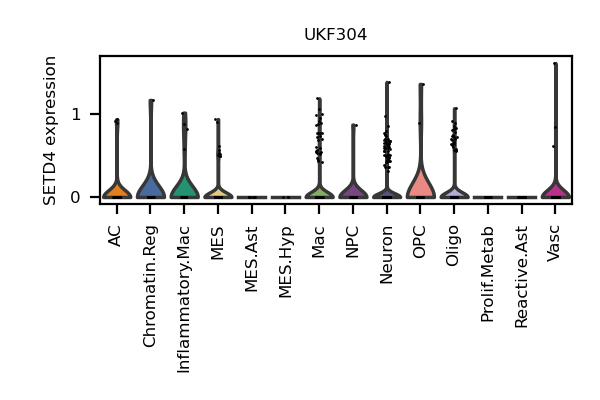 UKF304
SETD4 expression
1
0
AC
Chromatin.Reg
Inflammatory.Mac
MES
MES.Ast
MES.Hyp
Mac
NPC
Neuron
OPC
Oligo
Prolif.Metab
Reactive.Ast
Vasc